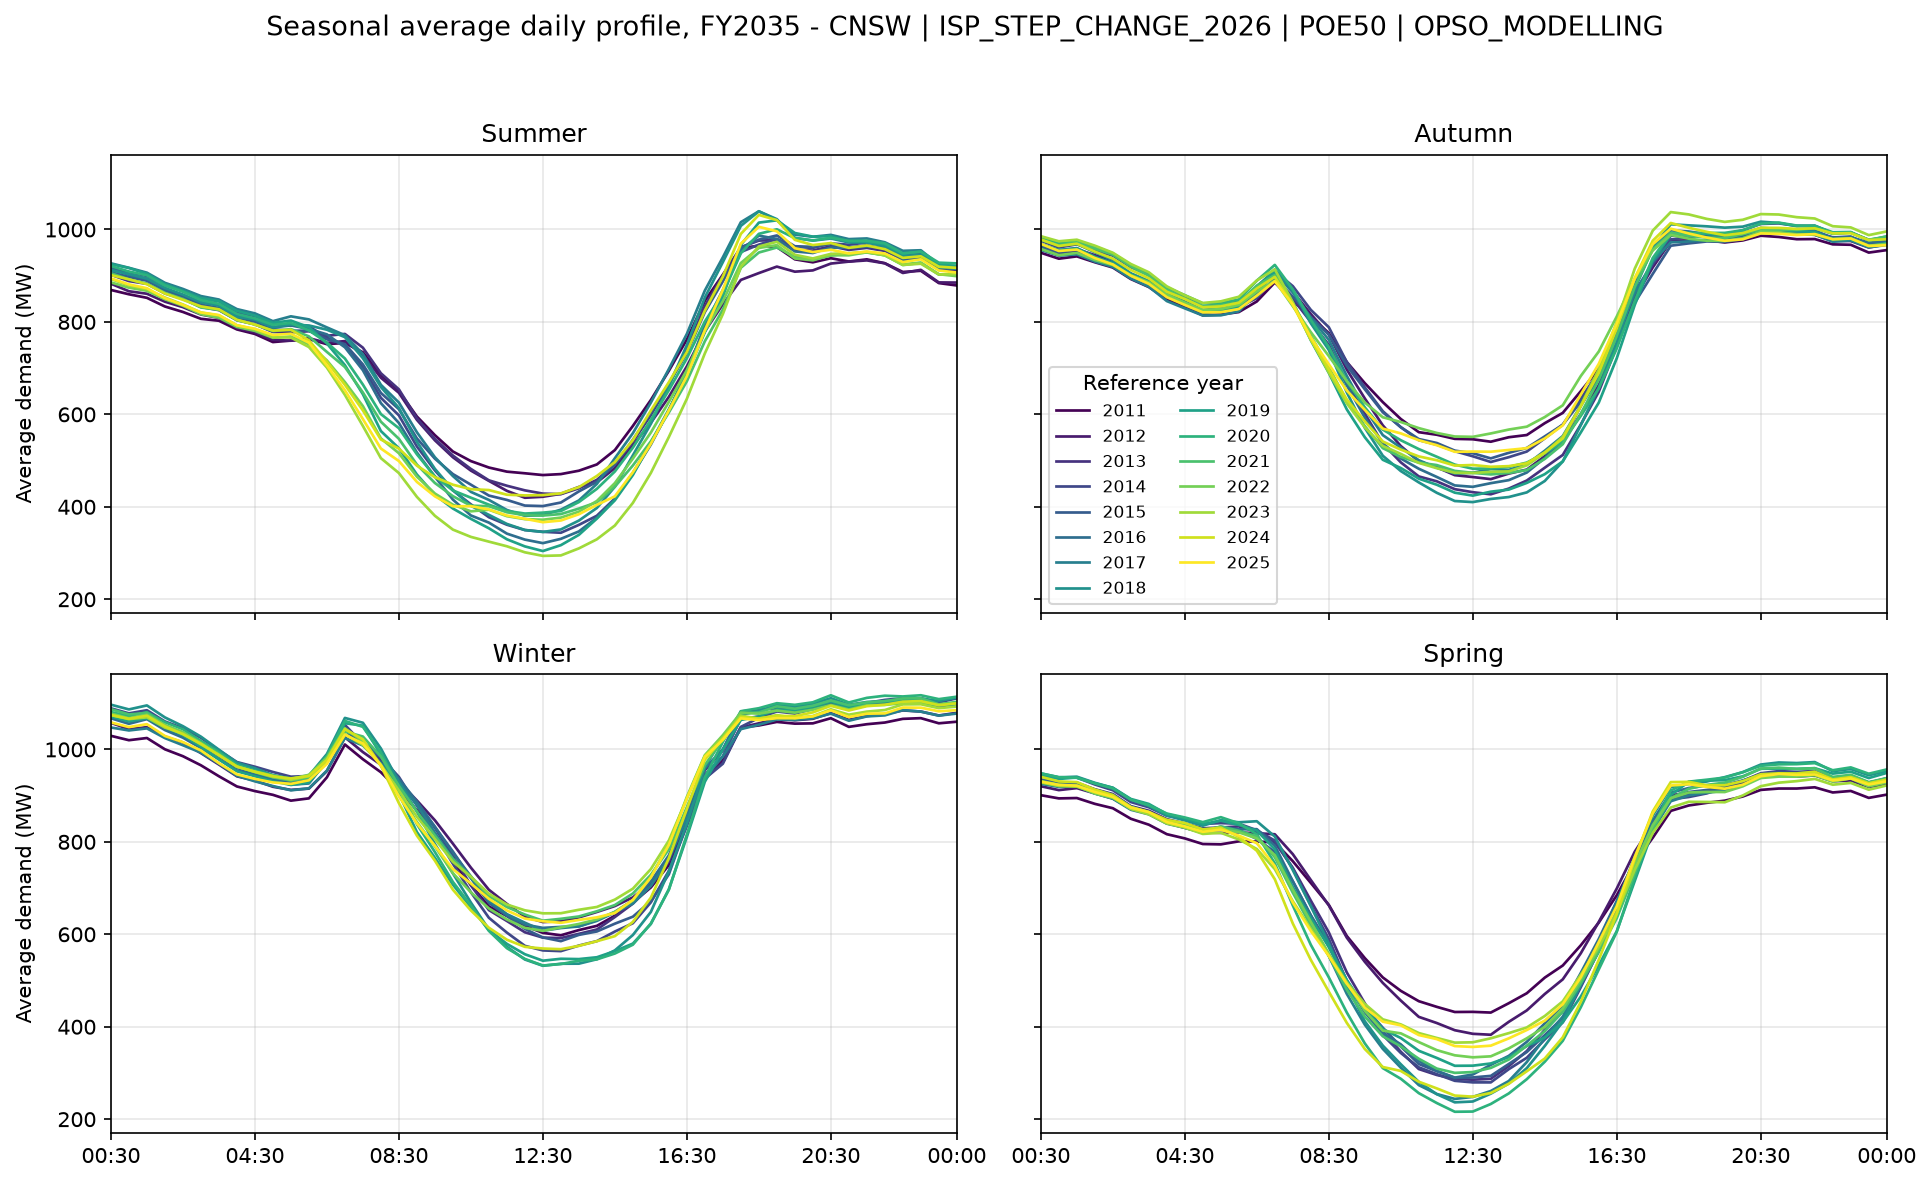 Seasonal average daily profile, FY2035 - CNSW | ISP_STEP_CHANGE_2026 | POE50 | OPSO_MODELLING
Summer
Autumn
Average demand (MW)
1000
800
600
400
200
Reference year
2011
2012
2013
2014
2015
2016
2017
2018
2019
2020
2021
2022
2023
2024
2025
Winter
Spring
Average demand (MW)
1000
800
600
400
200
00:30 04:30 08:30 12:30 16:30 20:30 00:00
00:30 04:30 08:30 12:30 16:30 20:30 00:00